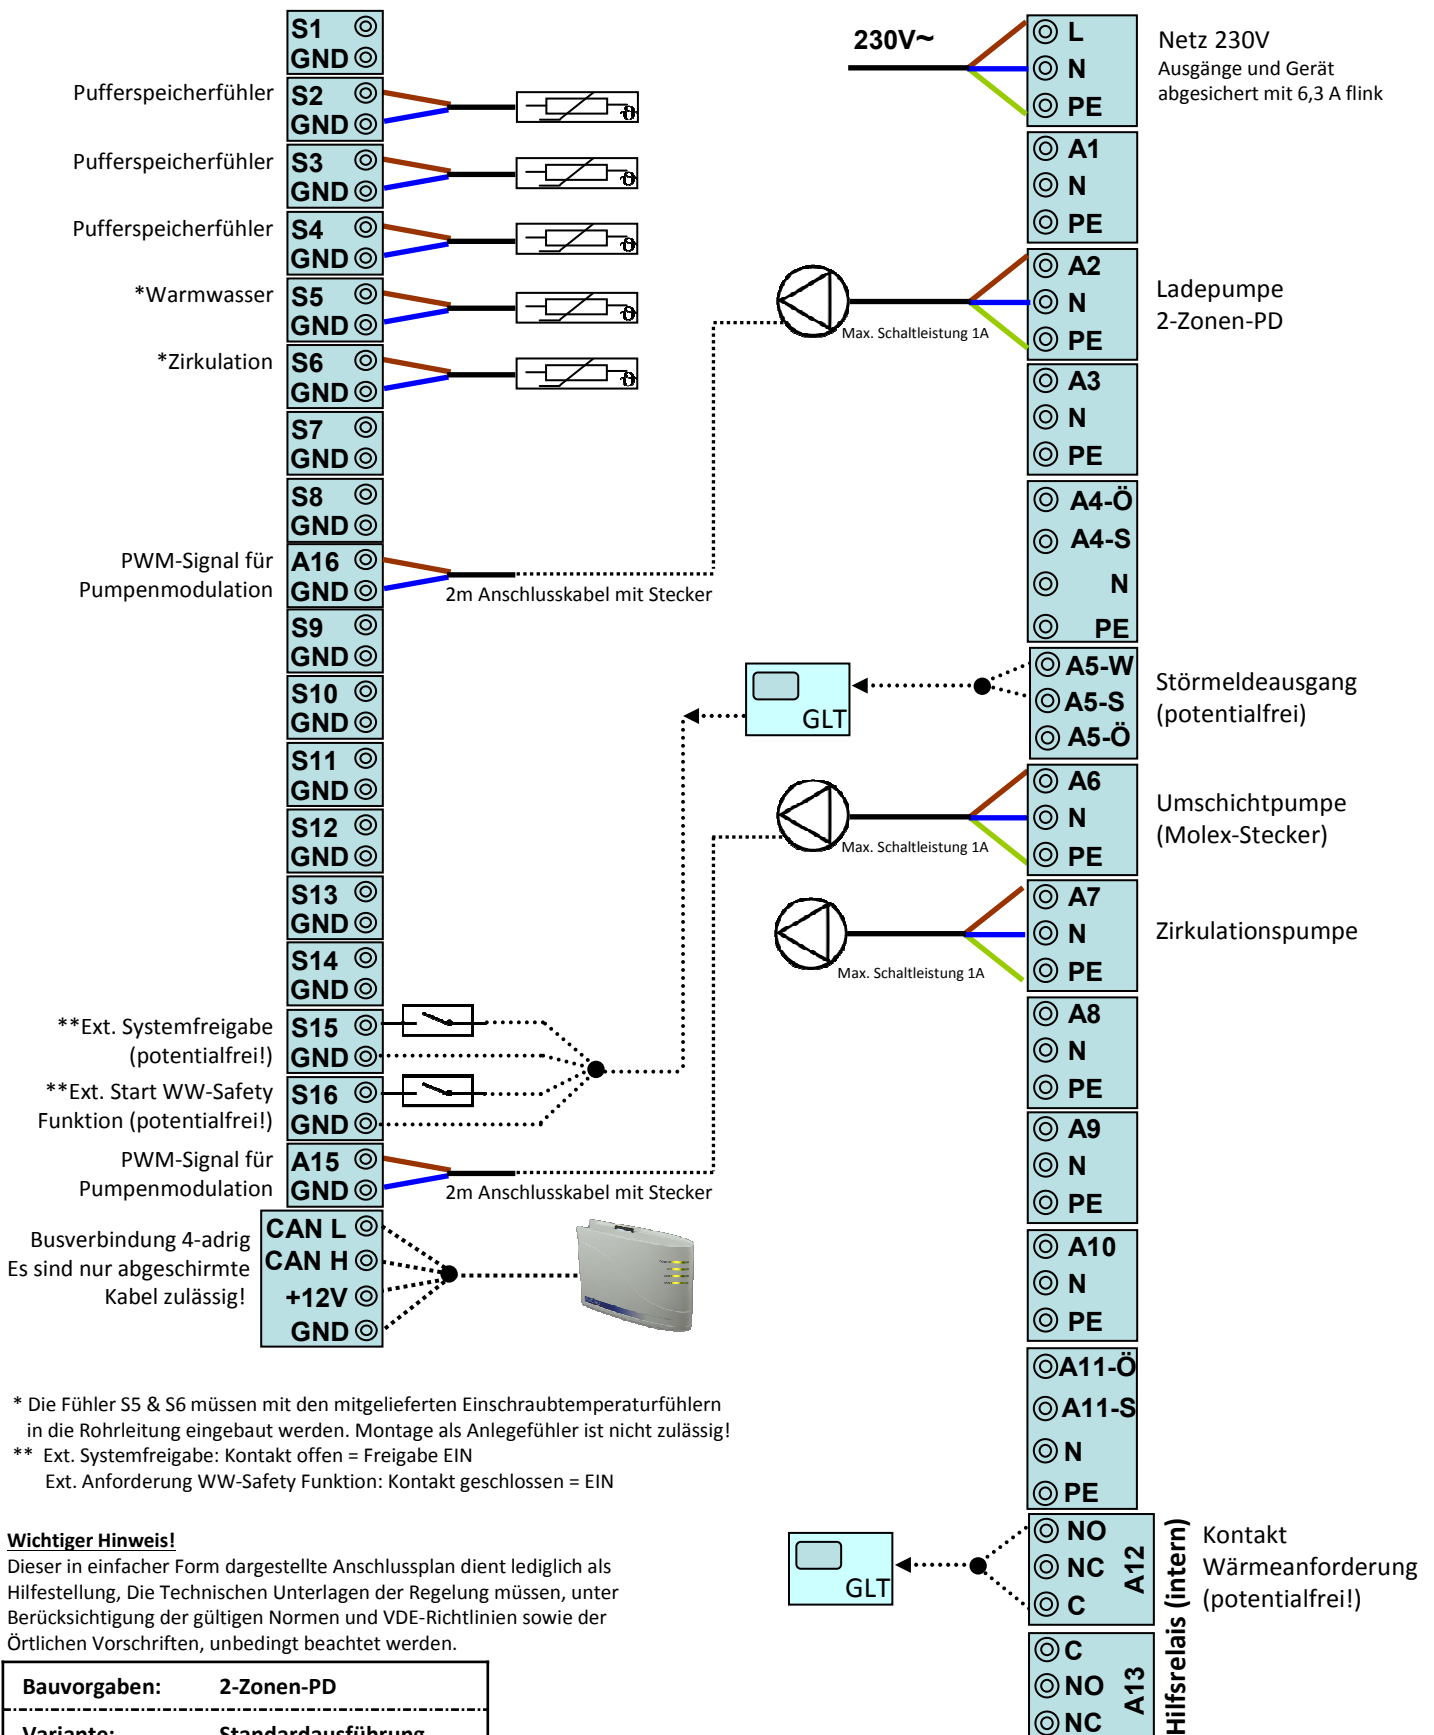 S1
GND
Pufferspeicherfühler
S2
GND
Pufferspeicherfühler
S3
GND
Pufferspeicherfühler
S4
GND
*Warmwasser
S5
GND
*Zirkulation
S6
GND
S7
GND
S8
GND
PWM-Signal für
Pumpenmodulation
A16
GND
2m Anschlusskabel mit Stecker
S9
GND
S10
GND
S11
GND
S12
GND
S13
GND
S14
GND
**Ext. Systemfreigabe
(potentialfrei!)
S15
GND
**Ext. Start WW-Safety
Funktion (potentialfrei!)
S16
GND
PWM-Signal für
Pumpenmodulation
A15
GND
2m Anschlusskabel mit Stecker
Busverbindung 4-adrig
Es sind nur abgeschirmte
Kabel zulässig!
CAN L
CAN H
+12V
GND
230V~
L
N
PE
Netz 230V
Ausgänge und Gerät
abgesichert mit 6,3 A flink
A1
N
PE
A2
N
PE
Max. Schaltleistung 1A
Ladepumpe
2-Zonen-PD
A3
N
PE
A4-Ö
A4-S
N
PE
GLT
A5-W
A5-S
A5-Ö
Störmeldeausgang
(potentialfrei)
A6
N
PE
Max. Schaltleistung 1A
Umschichtpumpe
(Molex-Stecker)
A7
N
PE
Max. Schaltleistung 1A
Zirkulationspumpe
A8
N
PE
A9
N
PE
A10
N
PE
A11-Ö
A11-S
N
PE
GLT
NO
NC
C
A12
Kontakt
Wärmeanforderung
(potentialfrei!)
C
NO
NC
A13
Hilfsrelais (intern)
* Die Fühler S5 & S6 müssen mit den mitgelieferten Einschraubtemperaturfühlern
in die Rohrleitung eingebaut werden. Montage als Anlegefühler ist nicht zulässig!
** Ext. Systemfreigabe: Kontakt offen = Freigabe EIN
Ext. Anforderung WW-Safety Funktion: Kontakt geschlossen = EIN
Wichtiger Hinweis!
Dieser in einfacher Form dargestellte Anschlussplan dient lediglich als
Hilfestellung, Die Technischen Unterlagen der Regelung müssen, unter
Berücksichtigung der gültigen Normen und VDE-Richtlinien sowie der
Örtlichen Vorschriften, unbedingt beachtet werden.
Bauvorgaben: 2-Zonen-PD
Variante: Standardausführung